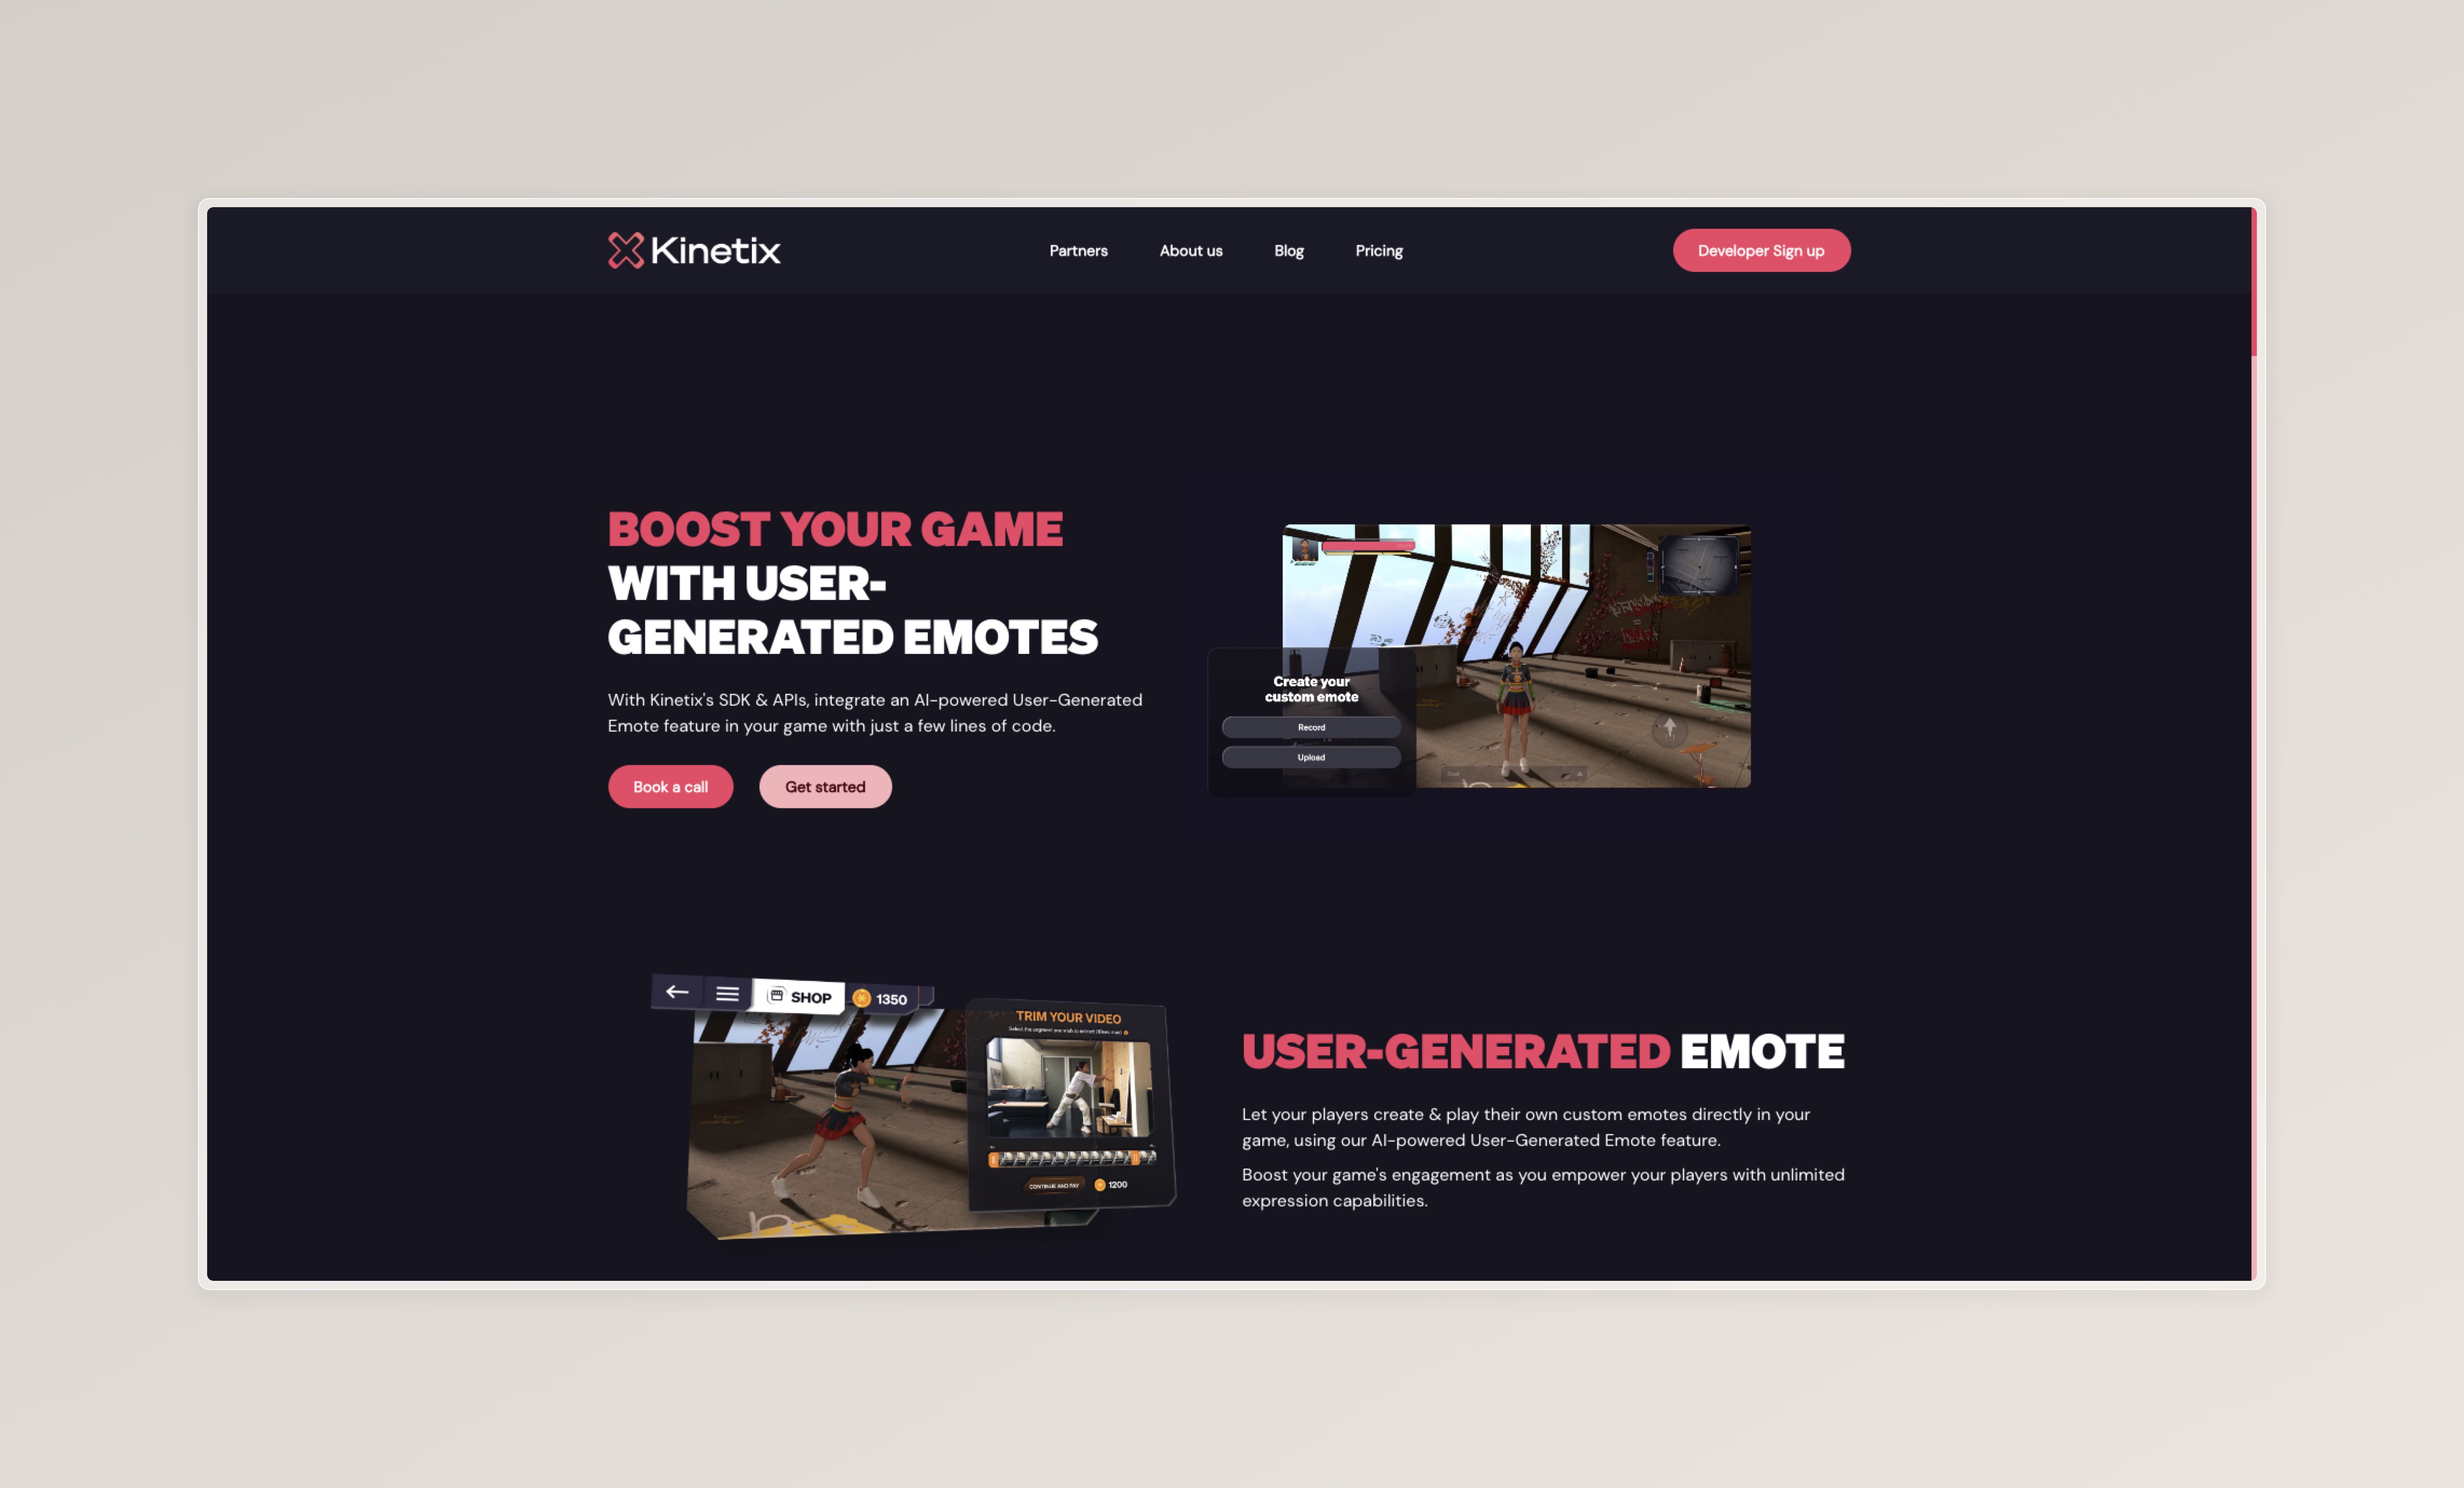 Kinetix
Partners
About us
Blog
Pricing
Developer Sign up
BOOST YOUR GAME
WITH USER-
GENERATED EMOTES
With Kinetix's SDK & APIs, integrate an AI-powered User-Generated
Emote feature in your game with just a few lines of code.
Book a call
Get started
Create your
custom emote
Record
Upload
SHOP
1350
TRIM YOUR VIDEO
CONTINUE AND PAY
1200
USER-GENERATED EMOTE
Let your players create & play their own custom emotes directly in your
game, using our AI-powered User-Generated Emote feature.
Boost your game's engagement as you empower your players with unlimited
expression capabilities.